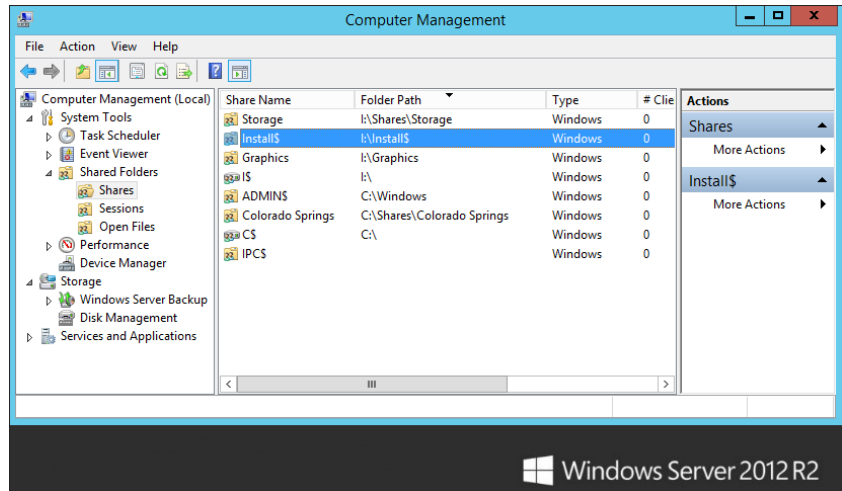 Computer Management
File Action View Help
Computer Management (Local)
System Tools
Task Scheduler
Event Viewer
Shared Folders
Shares
Sessions
Open Files
Performance
Device Manager
Storage
Windows Server Backup
Disk Management
Services and Applications
Share Name Folder Path Type # Clie
Storage I:\Shares\Storage Windows 0
Install$ I:\Install$ Windows 0
Graphics I:\Graphics Windows 0
I$ I:\ Windows 0
ADMIN$ C:\Windows Windows 0
Colorado Springs C:\Shares\Colorado Springs Windows 0
C$ C:\ Windows 0
IPC$ Windows 0
Actions
Shares
More Actions
Install$
More Actions
Windows Server 2012 R2